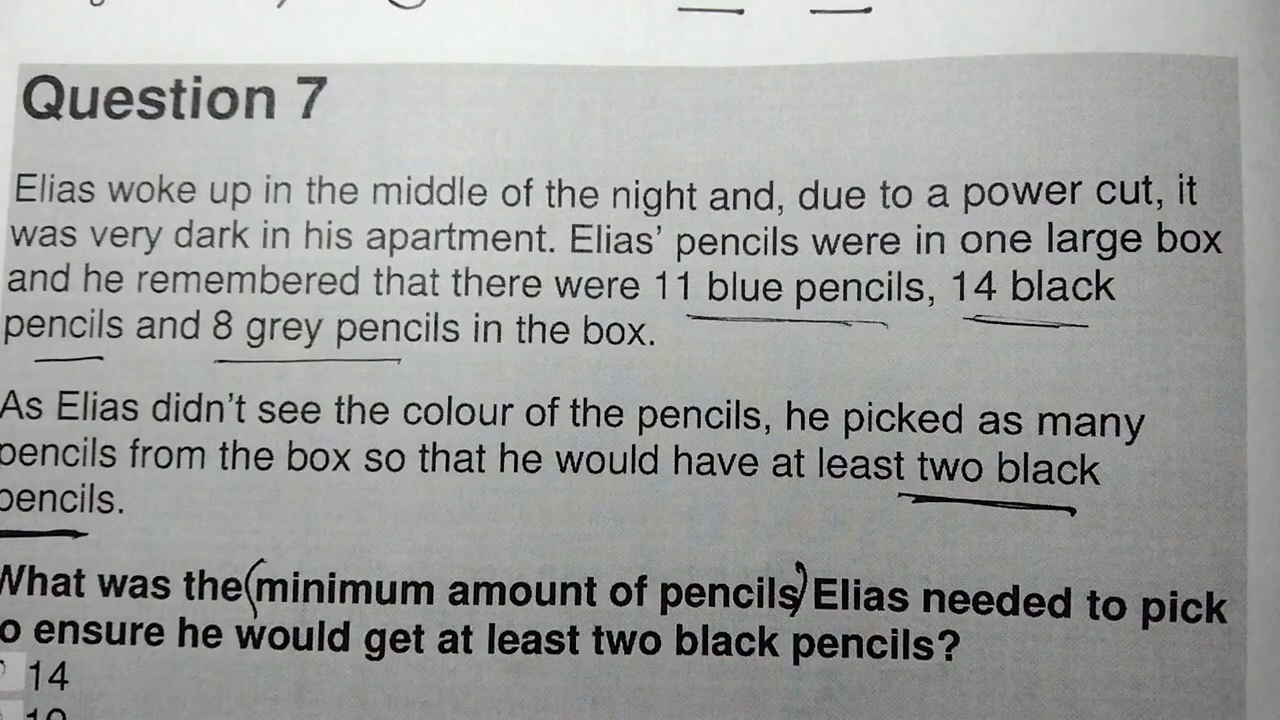 Question 7
Elias woke up in the middle of the night and, due to a power cut, it
was very dark in his apartment. Elias' pencils were in one large box
and he remembered that there were 11 blue pencils, 14 black
pencils and 8 grey pencils in the box.
As Elias didn't see the colour of the pencils, he picked as many
pencils from the box so that he would have at least two black
pencils.
What was the (minimum amount of pencils) Elias needed to pick
o ensure he would get at least two black pencils?
14